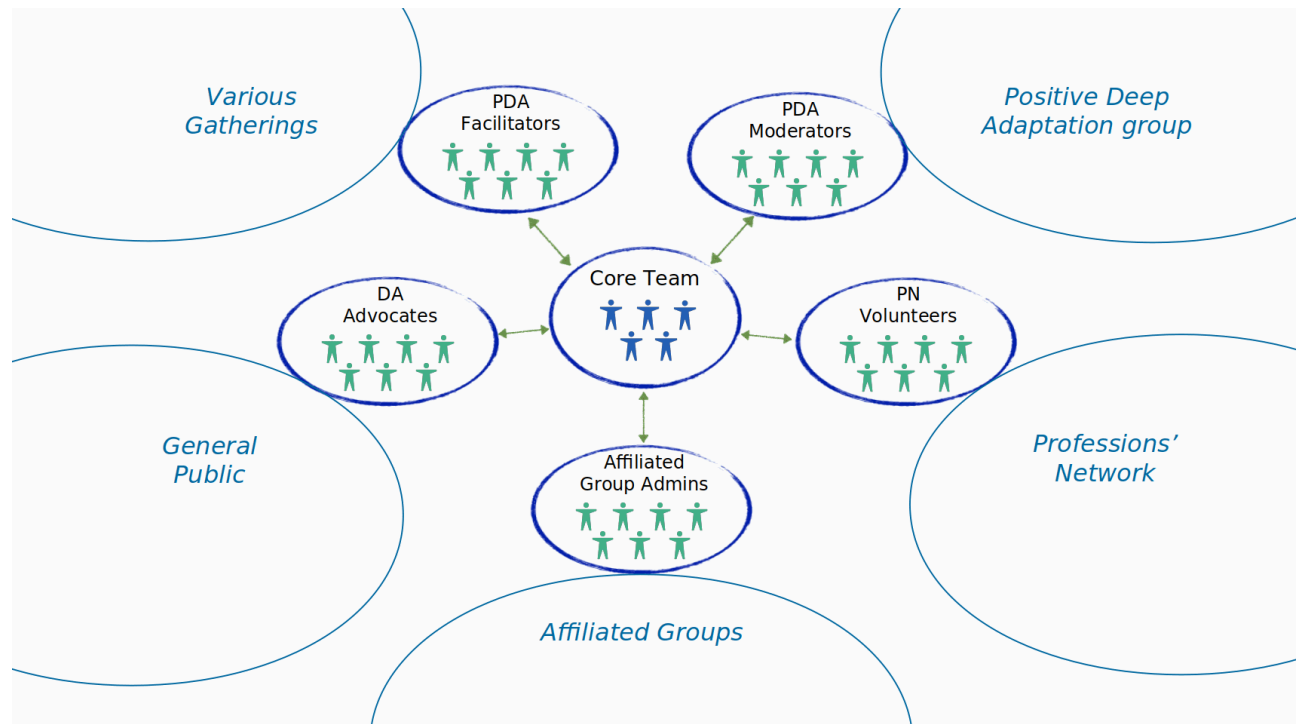 Various
Gatherings
PDA
Facilitators
PDA
Moderators
Positive Deep
Adaptation group
Core Team
DA
Advocates
PN
Volunteers
General
Public
Professions’
Network
Affiliated
Group Admins
Affiliated Groups